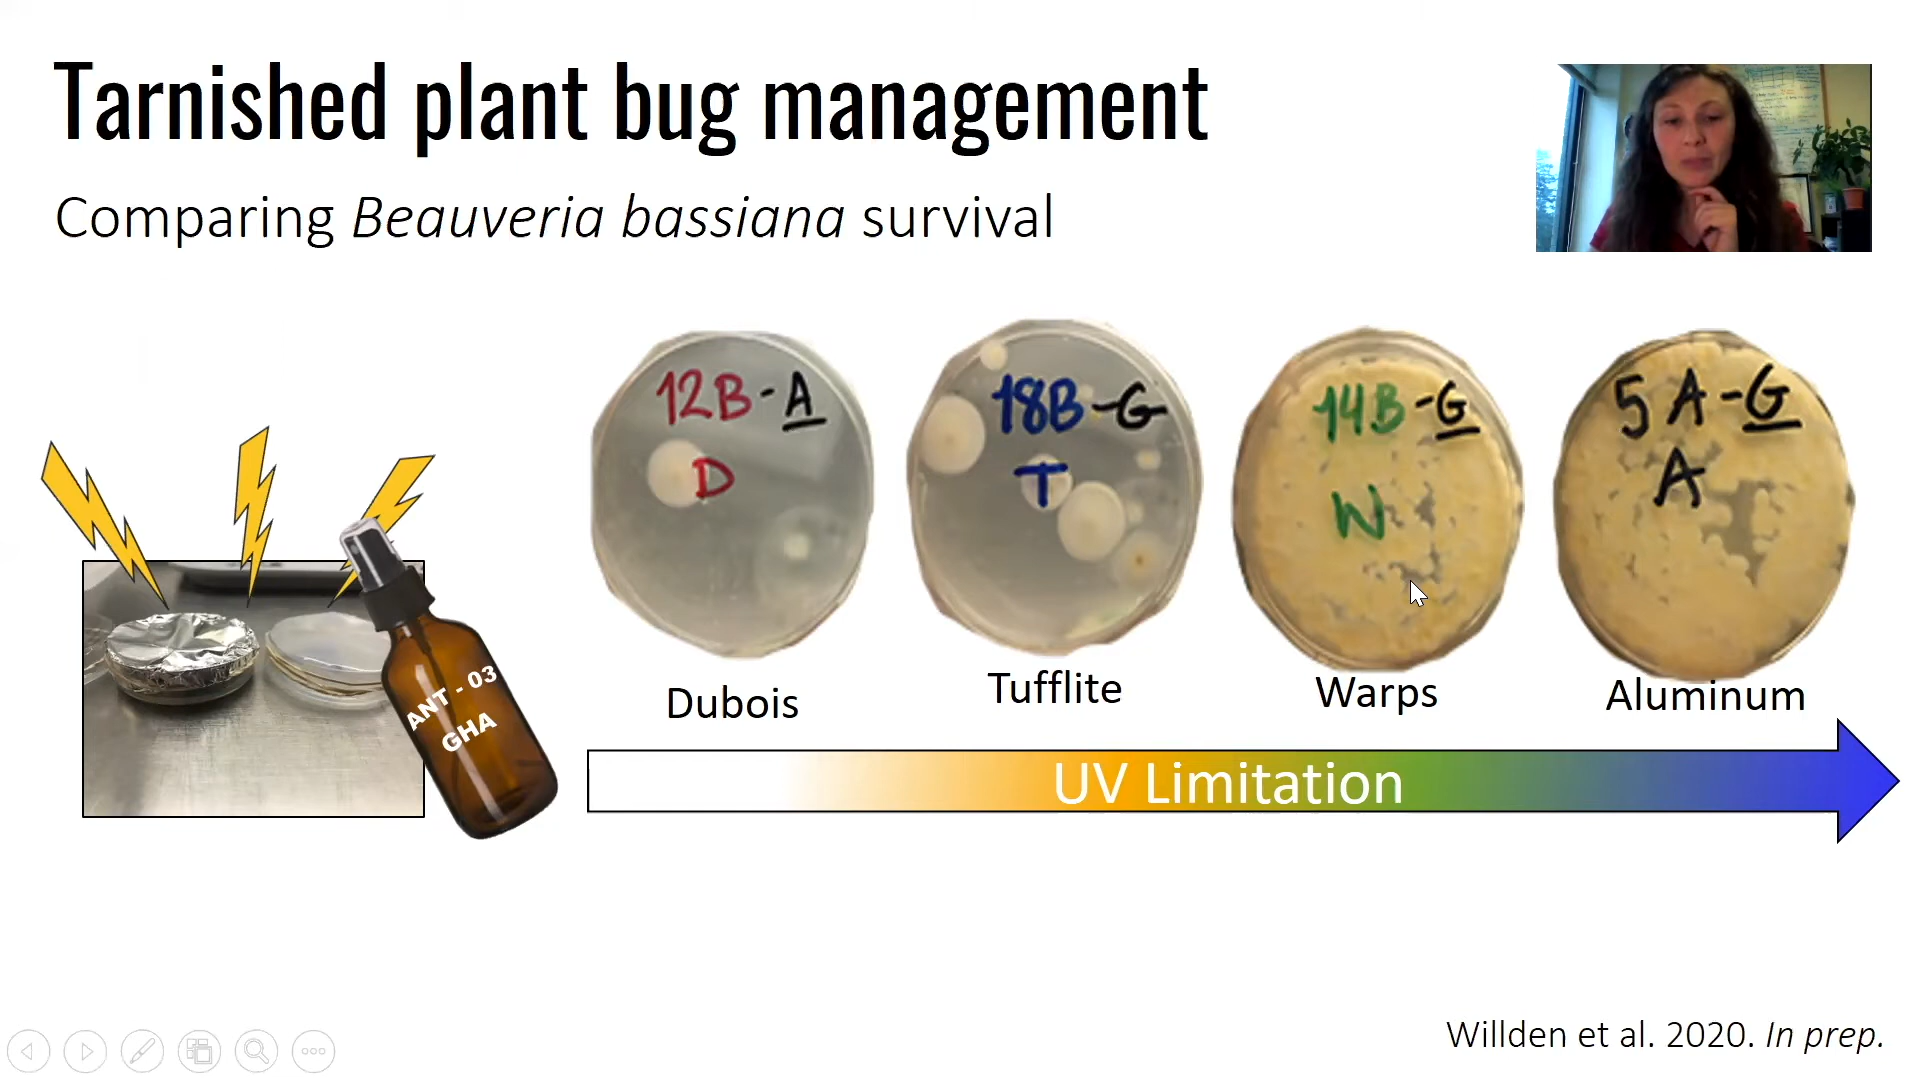 Tarnished plant bug management
Comparing Beauveria bassiana survival
12B-A
D
18B-G
T
14B-G
W
5A-G
A
ANT - 03
GHA
Dubois
Tufflite
Warps
Aluminum
UV Limitation
Willden et al. 2020. In prep.